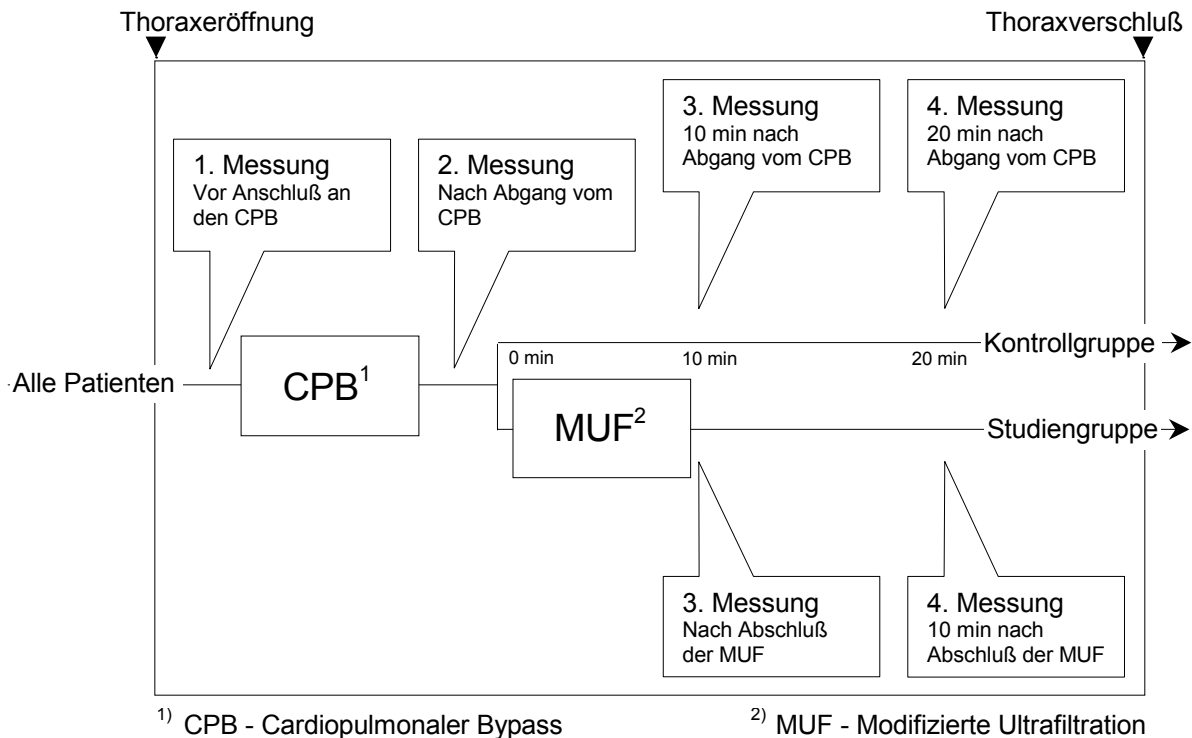 Thoraxeröffnung
Thoraxverschluß
1. Messung
Vor Anschluß an
den CPB
2. Messung
Nach Abgang vom
CPB
3. Messung
10 min nach
Abgang vom CPB
4. Messung
20 min nach
Abgang vom CPB
Alle Patienten
CPB¹
0 min
10 min
20 min
Kontrollgruppe
MUF²
Studiengruppe
3. Messung
Nach Abschluß
der MUF
4. Messung
10 min nach
Abschluß der MUF
¹⁾ CPB - Cardiopulmonaler Bypass
²⁾ MUF - Modifizierte Ultrafiltration